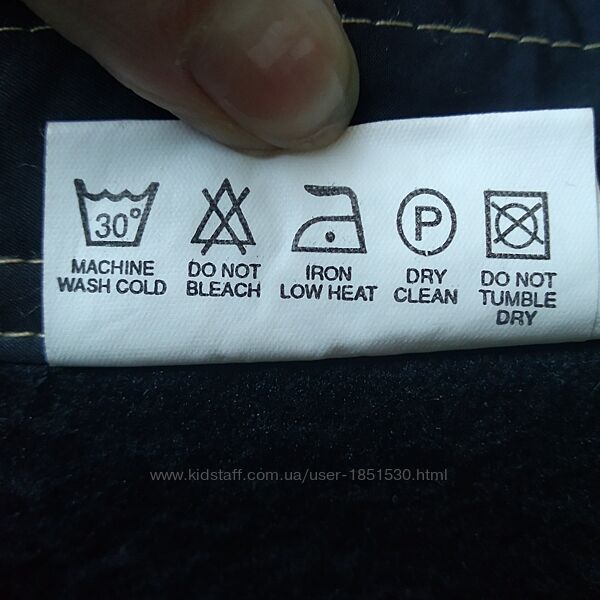 30°
MACHINE
WASH COLD
DO NOT
BLEACH
IRON
LOW HEAT
P
DRY
CLEAN
DO NOT
TUMBLE
DRY
www.kidstaff.com.ua/user-1851530.html